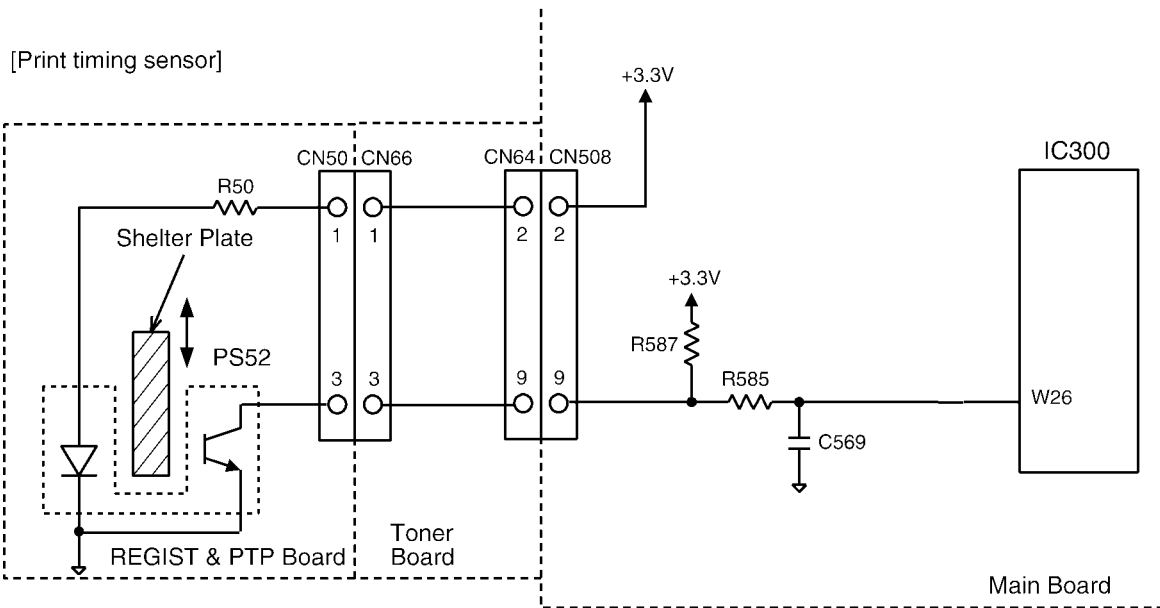 [Print timing sensor]
+3.3V
CN50
CN66
CN64
CN508
IC300
R50
1
1
2
2
Shelter Plate
+3.3V
R587
PS52
3
3
9
9
R585
W26
C569
Toner
Board
REGIST & PTP Board
Main Board